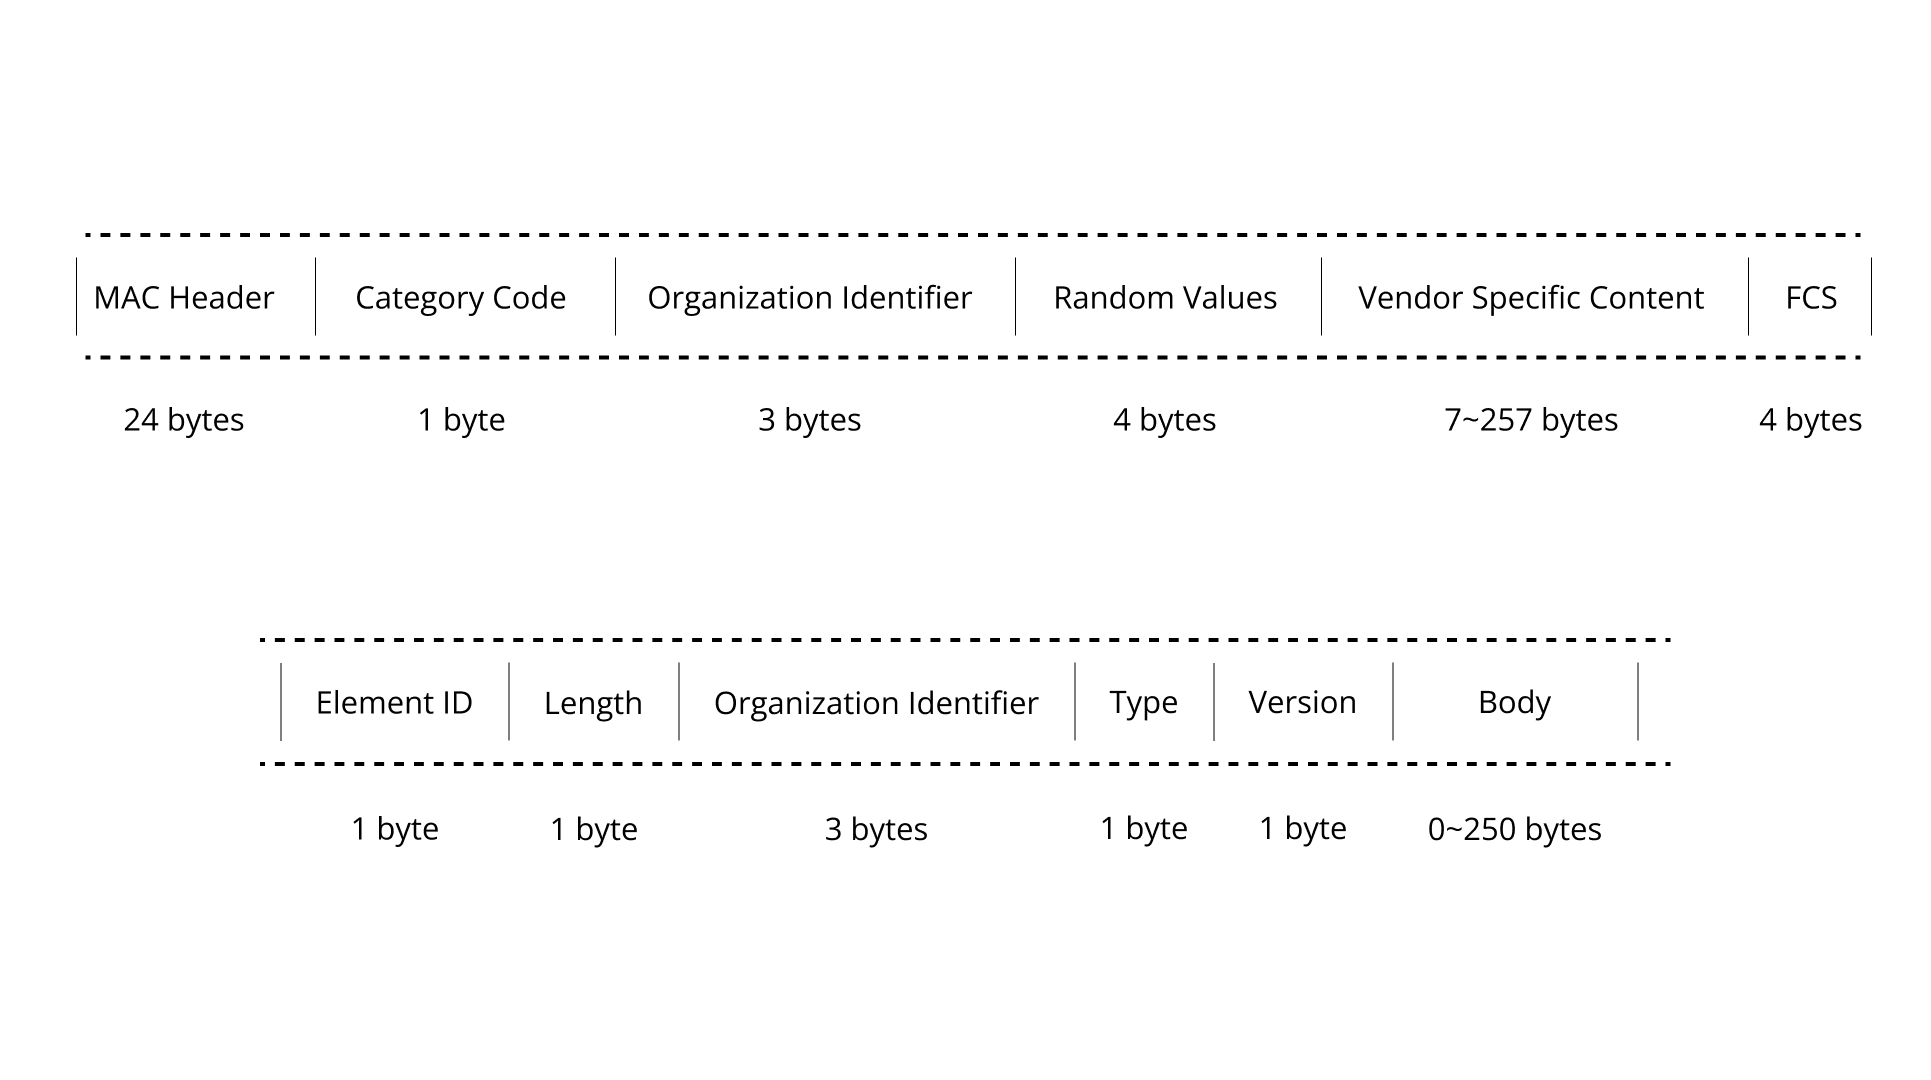 MAC Header Category Code Organization Identifier Random Values Vendor Specific Content FCS
24 bytes 1 byte 3 bytes 4 bytes 7~257 bytes 4 bytes
Element ID Length Organization Identifier Type Version Body
1 byte 1 byte 3 bytes 1 byte 1 byte 0~250 bytes